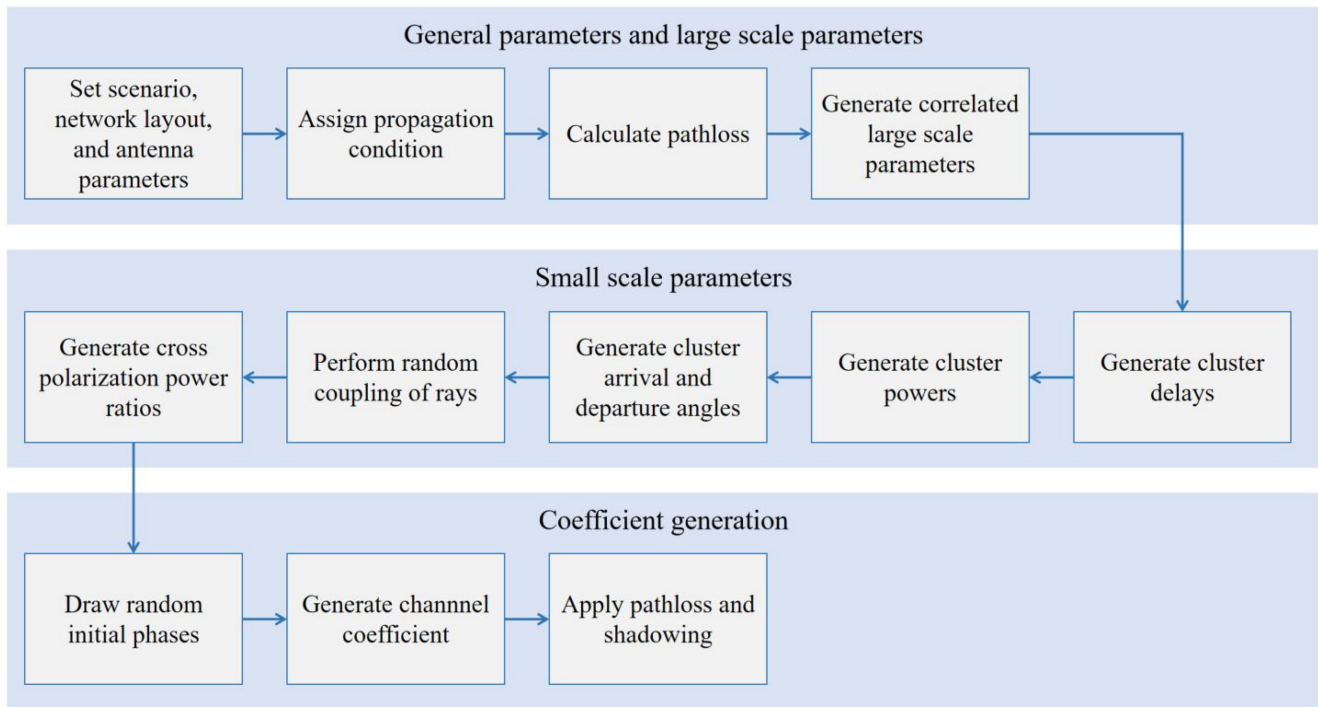 General parameters and large scale parameters
Set scenario,
network layout,
and antenna
parameters
Assign propagation
condition
Calculate pathloss
Generate correlated
large scale
parameters
Small scale parameters
Generate cross
polarization power
ratios
Perform random
coupling of rays
Generate cluster
arrival and
departure angles
Generate cluster
powers
Generate cluster
delays
Coefficient generation
Draw random
initial phases
Generate channnel
coefficient
Apply pathloss and
shadowing